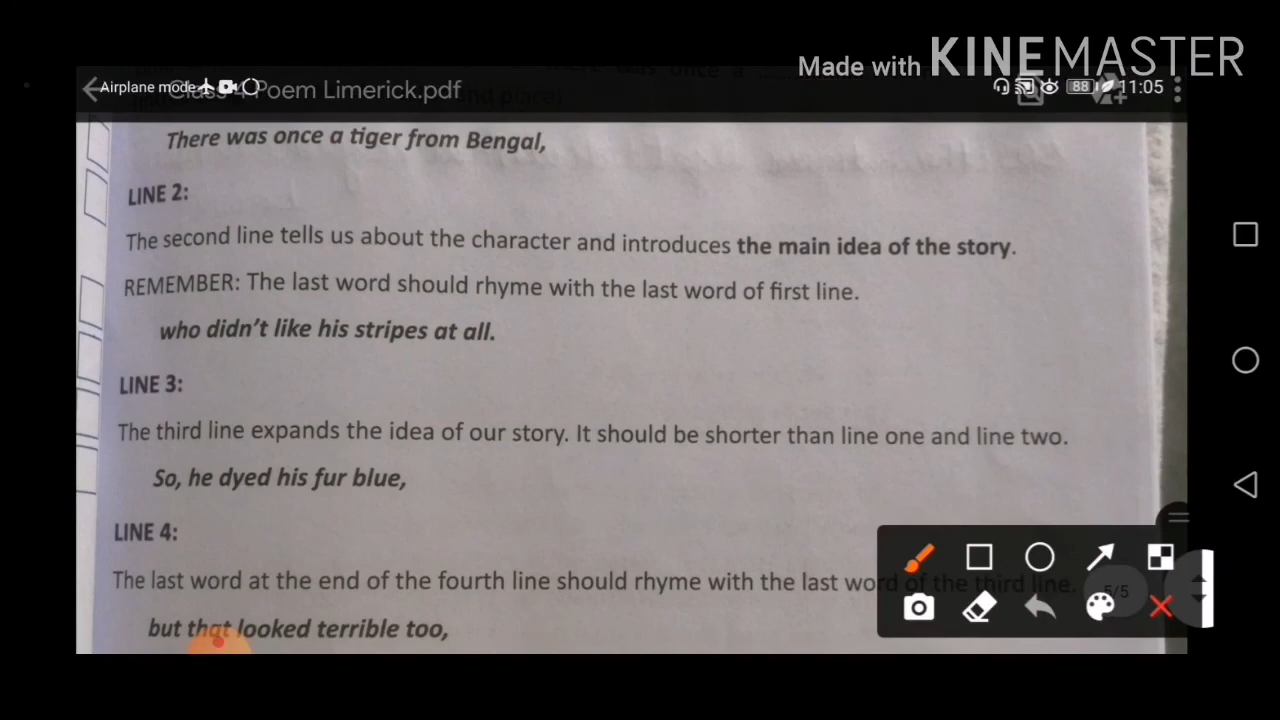 Made with KINEMASTER
Airplane mode
Poem Limerick.pdf
88
11:05
There was once a tiger from Bengal,
LINE 2:
The second line tells us about the character and introduces the main idea of the story.
REMEMBER: The last word should rhyme with the last word of first line.
who didn't like his stripes at all.
LINE 3:
The third line expands the idea of our story. It should be shorter than line one and line two.
So, he dyed his fur blue,
LINE 4:
The last word at the end of the fourth line should rhyme with the last word of the third line.
5/5
but that looked terrible too,